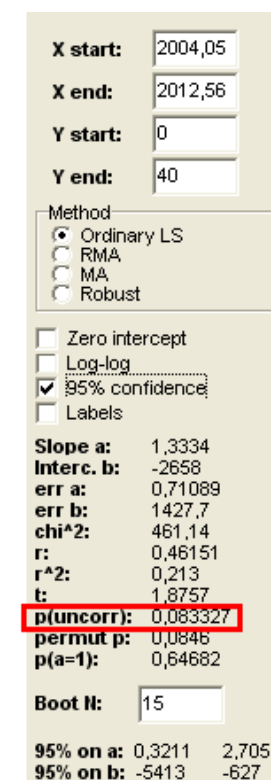 X start: 2004,05
X end: 2012,56
Y start: 0
Y end: 40
Method
Ordinary LS
RMA
MA
Robust
Zero intercept
Log-log
95% confidence
Labels
Slope a: 1,3334
Interc. b: -2658
err a: 0,71089
err b: 1427,7
chi^2: 461,14
r: 0,46151
r^2: 0,213
t: 1,8757
p(uncorr): 0,083327
permut p: 0,0846
p(a=1): 0,64682
Boot N: 15
95% on a: 0,3211 2,705
95% on b: -5413 -627